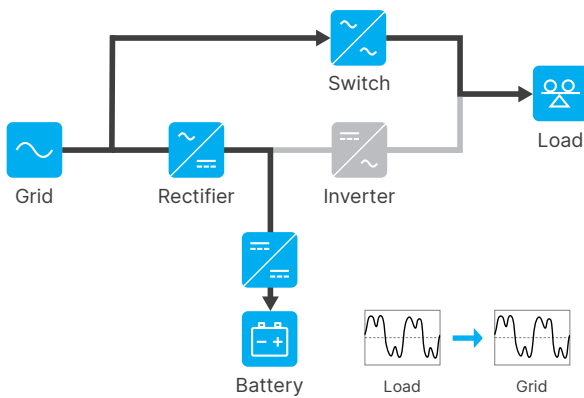 Switch
Load
Grid
Rectifier
Inverter
Battery
Load
Grid